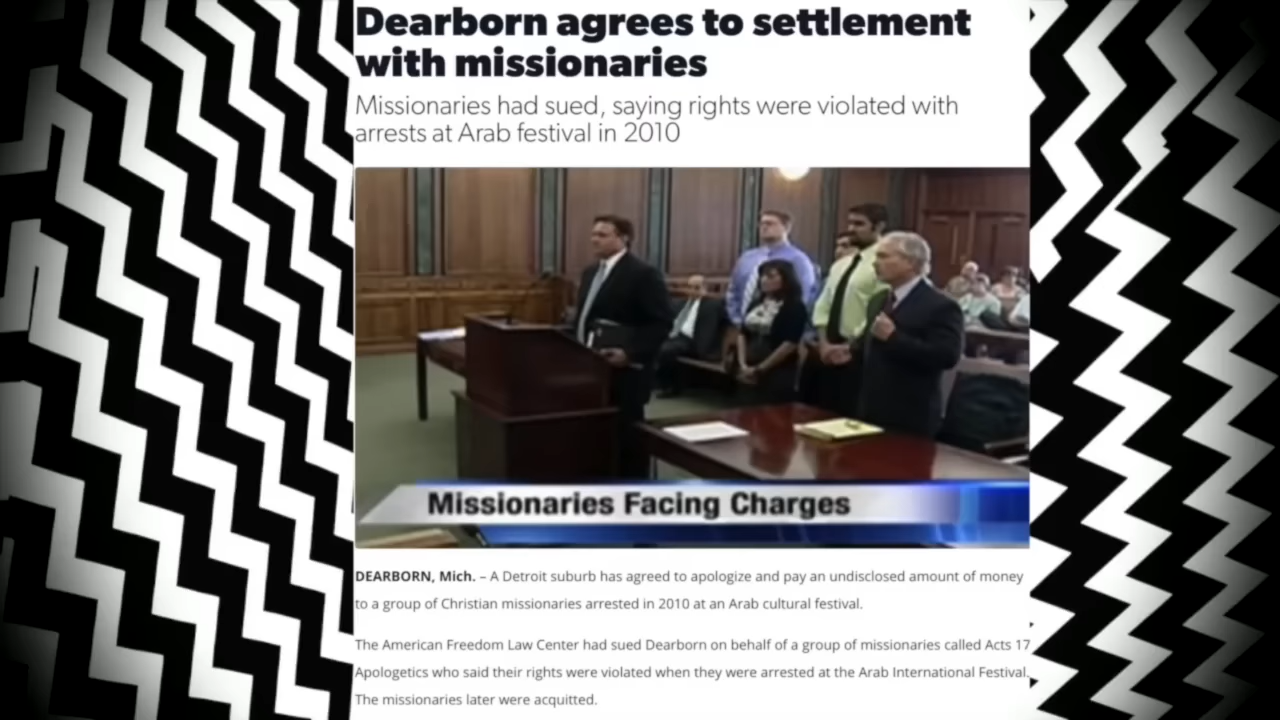 Dearborn agrees to settlement
with missionaries
Missionaries had sued, saying rights were violated with
arrests at Arab festival in 2010
Missionaries Facing Charges
DEARBORN, Mich. – A Detroit suburb has agreed to apologize and pay an undisclosed amount of money
to a group of Christian missionaries arrested in 2010 at an Arab cultural festival.
The American Freedom Law Center had sued Dearborn on behalf of a group of missionaries called Acts 17
Apologetics who said their rights were violated when they were arrested at the Arab International Festival.
The missionaries later were acquitted.